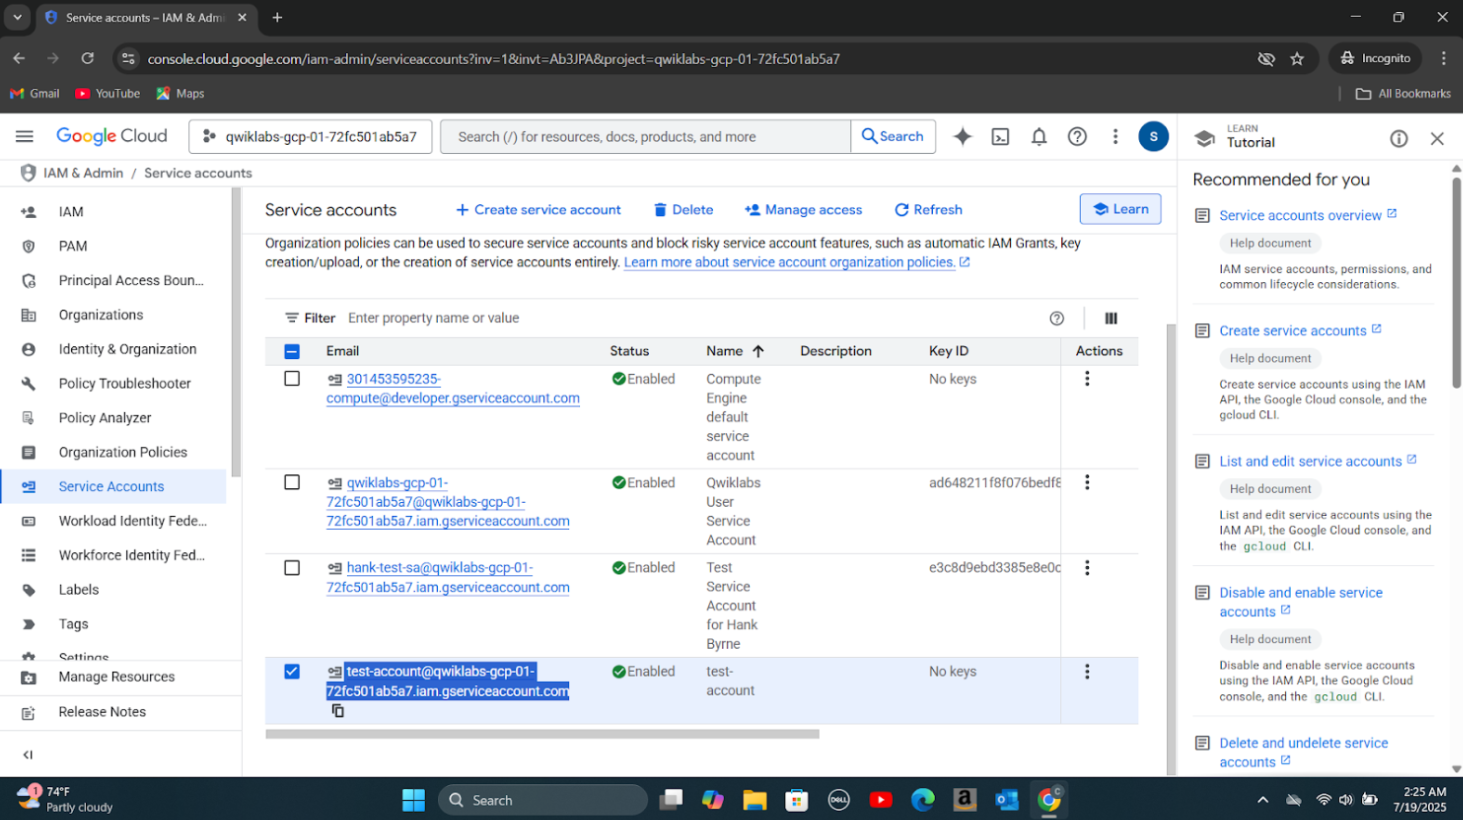 Service accounts – IAM & Admi
console.cloud.google.com/iam-admin/serviceaccounts?inv=1&invt=Ab3JPA&project=qwiklabs-gcp-01-72fc501ab5a7
Incognito
Gmail
YouTube
Maps
All Bookmarks
Google Cloud
qwiklabs-gcp-01-72fc501ab5a7
Search (/) for resources, docs, products, and more
Search
S
LEARN
Tutorial
IAM & Admin / Service accounts
IAM
PAM
Principal Access Boun...
Organizations
Identity & Organization
Policy Troubleshooter
Policy Analyzer
Organization Policies
Service Accounts
Workload Identity Fede...
Workforce Identity Fed...
Labels
Tags
Settings
Manage Resources
Release Notes
Service accounts
+ Create service account
Delete
Manage access
Refresh
Learn
Organization policies can be used to secure service accounts and block risky service account features, such as automatic IAM Grants, key
creation/upload, or the creation of service accounts entirely. Learn more about service account organization policies.
Filter
Enter property name or value
Email
Status
Name
Description
Key ID
Actions
301453595235-
compute@developer.gserviceaccount.com
Enabled
Compute
Engine
default
service
account
No keys
qwiklabs-gcp-01-
72fc501ab5a7@qwiklabs-gcp-01-
72fc501ab5a7.iam.gserviceaccount.com
Enabled
Qwiklabs
User
Service
Account
ad648211f8f076bedf8
hank-test-sa@qwiklabs-gcp-01-
72fc501ab5a7.iam.gserviceaccount.com
Enabled
Test
Service
Account
for Hank
Byrne
e3c8d9ebd3385e8e0c
test-account@qwiklabs-gcp-01-
72fc501ab5a7.iam.gserviceaccount.com
Enabled
test-
account
No keys
Recommended for you
Service accounts overview
Help document
IAM service accounts, permissions, and
common lifecycle considerations.
Create service accounts
Help document
Create service accounts using the IAM
API, the Google Cloud console, and the
gcloud CLI.
List and edit service accounts
Help document
List and edit service accounts using the
IAM API, the Google Cloud console, and
the gcloud CLI.
Disable and enable service
accounts
Help document
Disable and enable service accounts
using the IAM API, the Google Cloud
console, and the gcloud CLI.
Delete and undelete service
accounts
1
74°F
Partly cloudy
Search
DELL
a
C
2:25 AM
7/19/2025